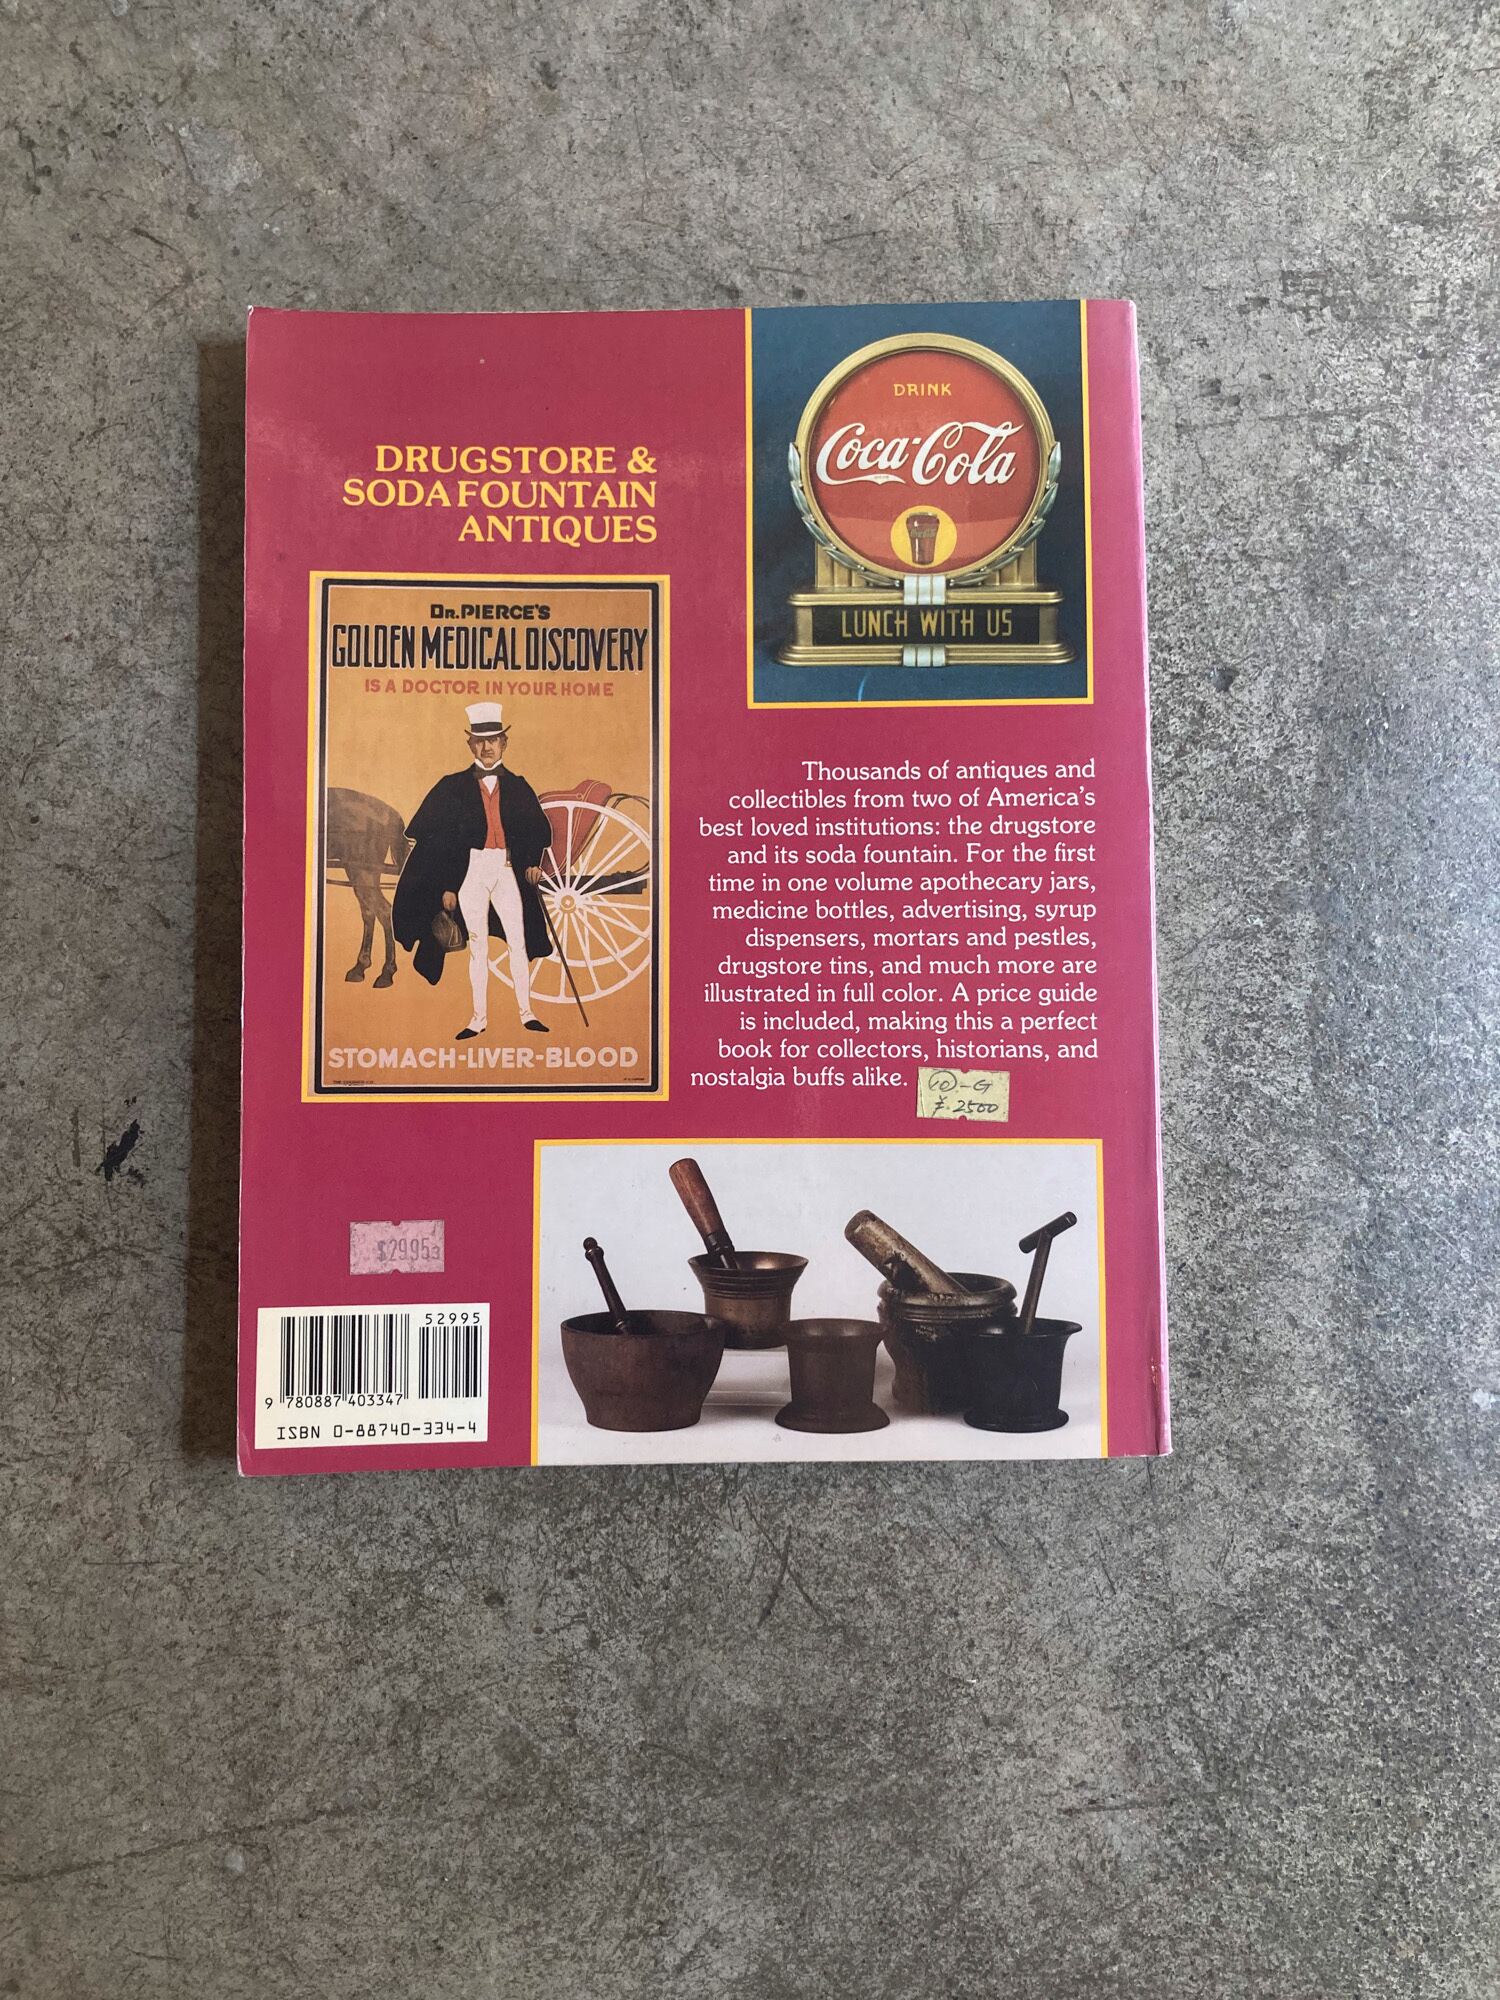 DRUGSTORE &
SODA FOUNTAIN
ANTIQUES
DR. PIERCE'S
GOLDEN MEDICAL DISCOVERY
IS A DOCTOR IN YOUR HOME
STOMACH-LIVER-BLOOD
DRINK
Coca-Cola
LUNCH WITH US
Thousands of antiques and
collectibles from two of America's
best loved institutions: the drugstore
and its soda fountain. For the first
time in one volume apothecary jars,
medicine bottles, advertising, syrup
dispensers, mortars and pestles,
drugstore tins, and much more are
illustrated in full color. A price guide
is included, making this a perfect
book for collectors, historians, and
nostalgia buffs alike.
10-G
¥2500
$29.95
52995
9 780887 403347
ISBN 0-88740-334-4